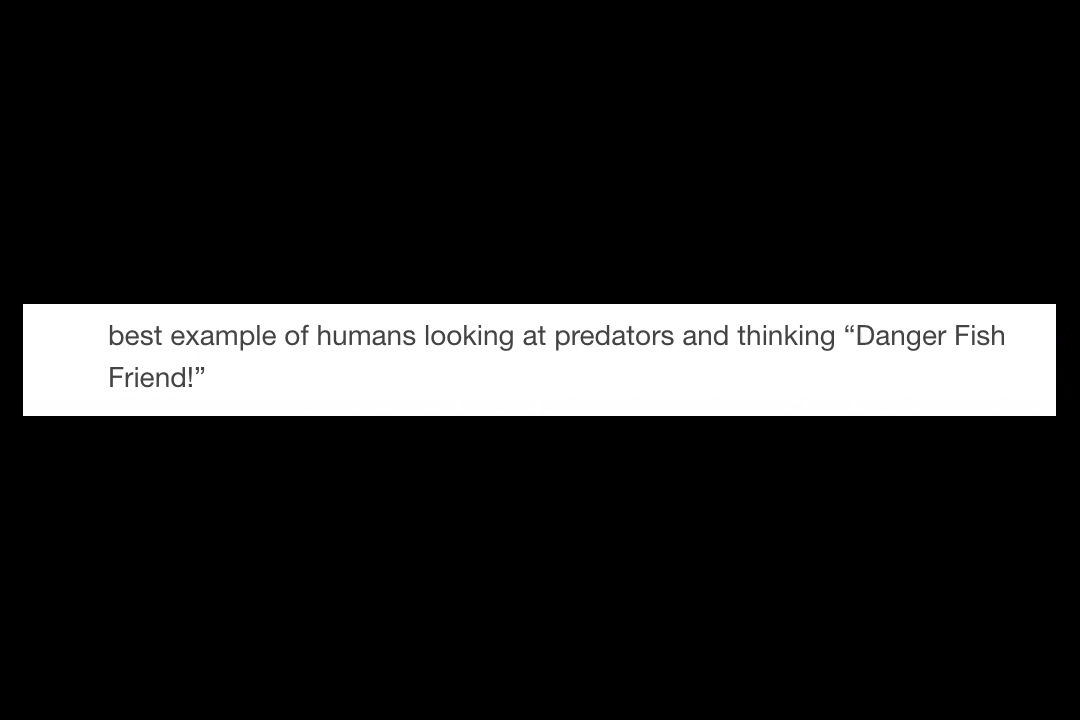 best example of humans looking at predators and thinking “Danger Fish
Friend!”